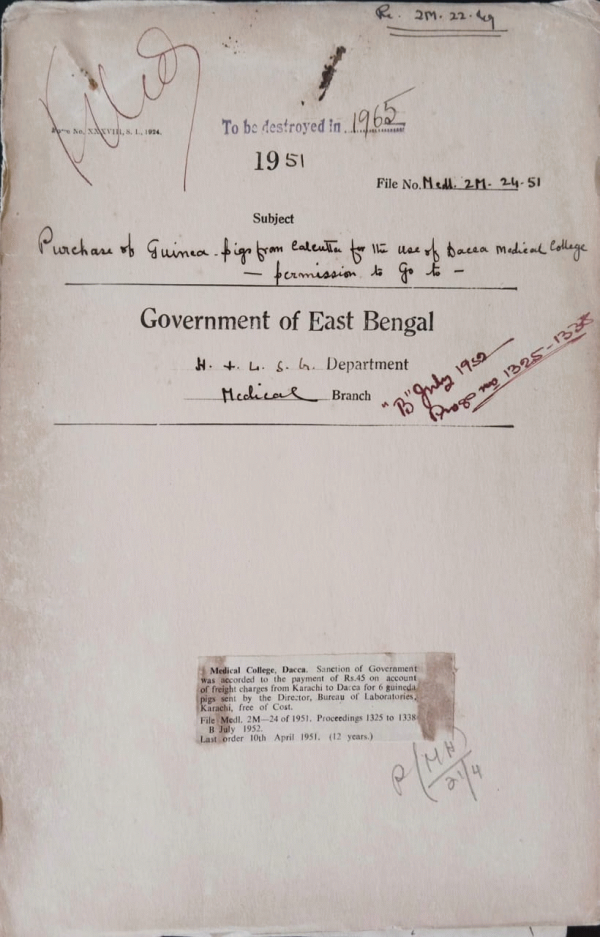 Re. 2M-22-49
Form No. XXXVIII, S. I., 1934.
To be destroyed in 1965
1951
File No. Medl. 2M-24-51
Subject
Purchase of Guinea-pigs from Calcutta for the use of Dacca Medical College
— permission to Go to —
Government of East Bengal
H. + L. S. G. Department
Medical Branch
"B" July 1952
Progs no 1325-1338
Medical College, Dacca. Sanction of Government
was accorded to the payment of Rs.45 on account
of freight charges from Karachi to Dacca for 6 guineda
pigs sent by the Director, Bureau of Laboratories,
Karachi, free of Cost.
File Medl. 2M—24 of 1951. Proceedings 1325 to 1338
B July 1952.
Last order 10th April 1951. (12 years.)
21/4